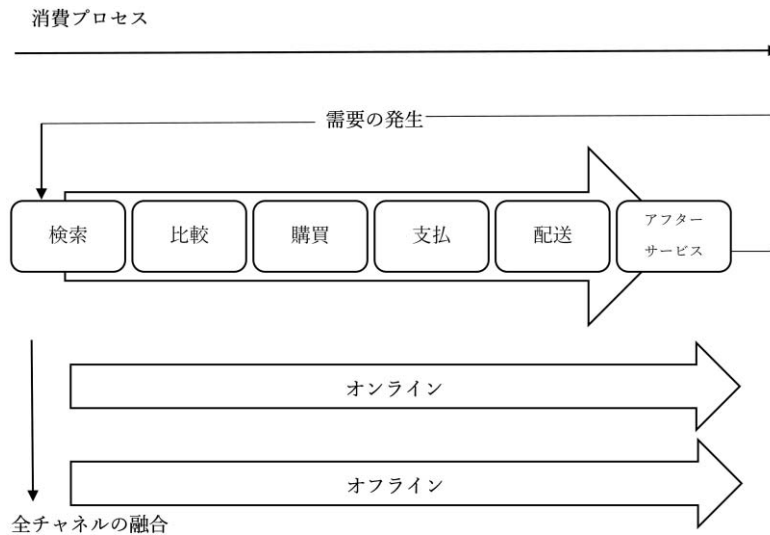 消費プロセス
需要の発生
検索
比較
購買
支払
配送
アフター
サービス
オンライン
オフライン
全チャネルの融合